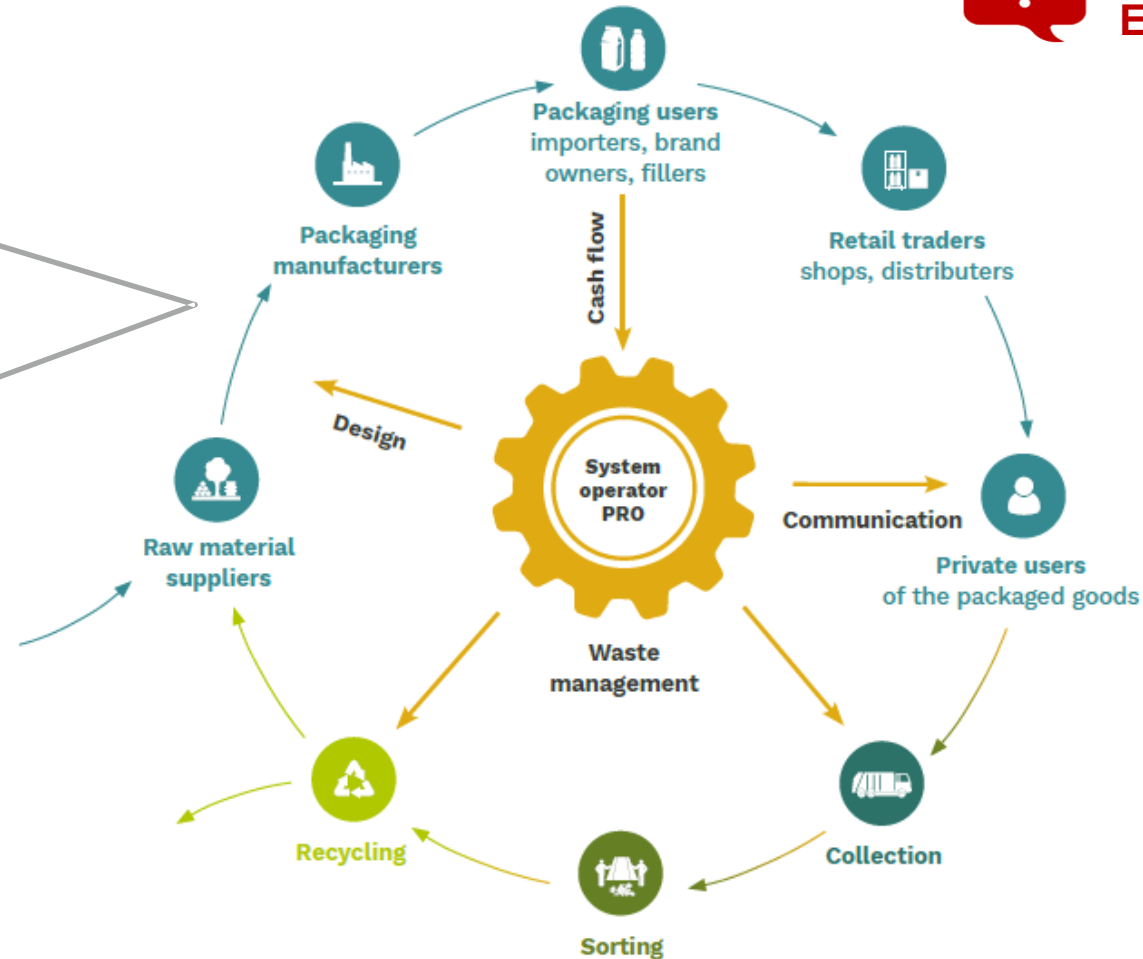 E
Packaging users
importers, brand
owners, fillers
Packaging
manufacturers
Retail traders
shops, distributers
Cash flow
Design
System
operator
PRO
Communication
Raw material
suppliers
Private users
of the packaged goods
Waste
management
Recycling
Collection
Sorting